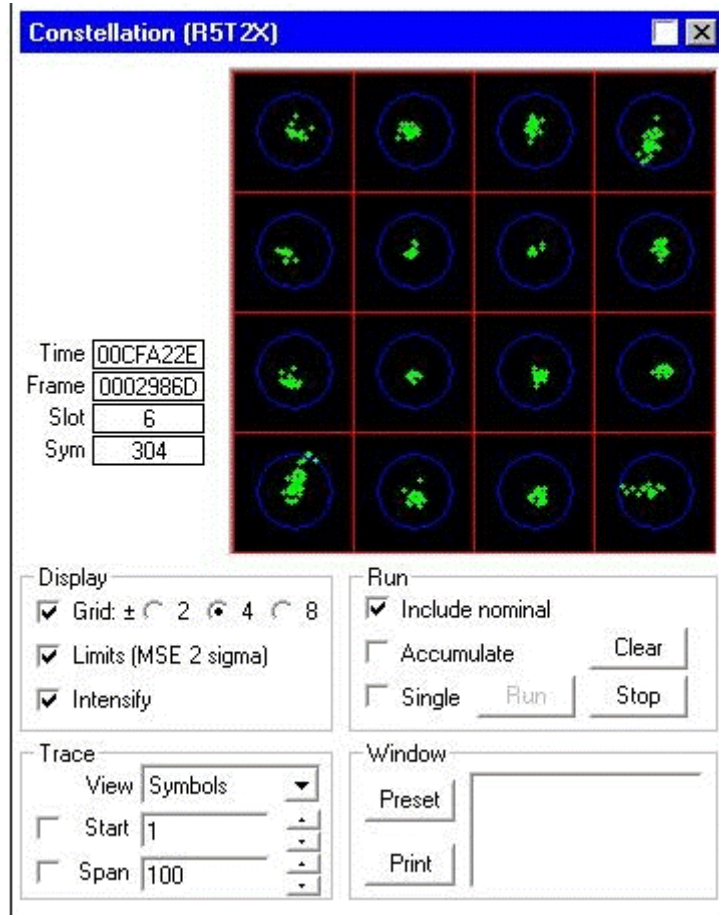 Constellation (R5T2X)
Time 00CFA22E
Frame 0002986D
Slot 6
Sym 304
Display
Grid: ± 2 4 8
Limits (MSE 2 sigma)
Intensify
Run
Include nominal
Accumulate Clear
Single Run Stop
Trace
View Symbols
Start 1
Span 100
Window
Preset
Print